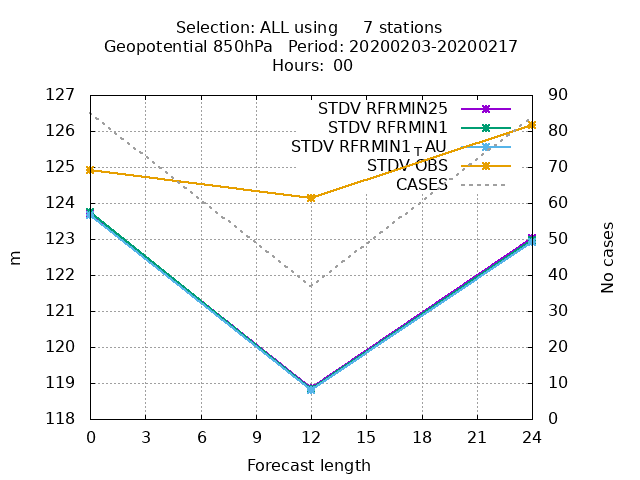 Selection: ALL using     7 stations
Geopotential 850hPa   Period: 20200203-20200217
Hours:  00
127
126
125
124
123
122
121
120
119
118
m
90
80
70
60
50
40
30
20
10
0
No cases
STDV RFRMIN25
STDV RFRMIN1
STDV RFRMIN1┬AU
STDV OBS
CASES
0 3 6 9 12 15 18 21 24
Forecast length